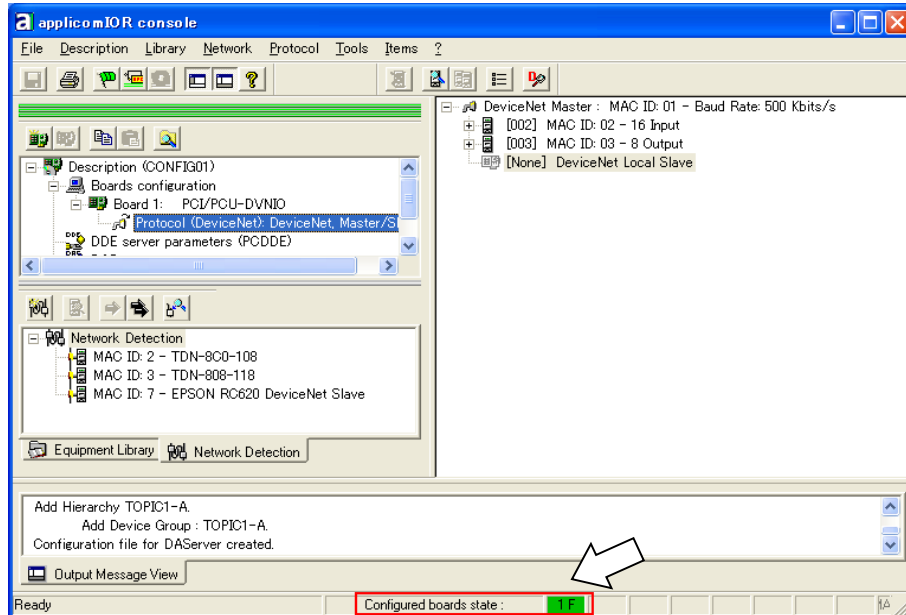 applicomIOR console
File Description Library Network Protocol Tools Items ?
Description (CONFIG01)
Boards configuration
Board 1: PCI/PCU-DVNIO
Protocol (DeviceNet): DeviceNet, Master/S
DDE server parameters (PCDDE)
Network Detection
MAC ID: 2 - TDN-8C0-108
MAC ID: 3 - TDN-808-118
MAC ID: 7 - EPSON RC620 DeviceNet Slave
Equipment Library Network Detection
DeviceNet Master : MAC ID: 01 - Baud Rate: 500 Kbits/s
[002] MAC ID: 02 - 16 Input
[003] MAC ID: 03 - 8 Output
[None] DeviceNet Local Slave
Add Hierarchy TOPIC1-A.
Add Device Group : TOPIC1-A.
Configuration file for DAServer created.
Output Message View
Ready Configured boards state : 1 F